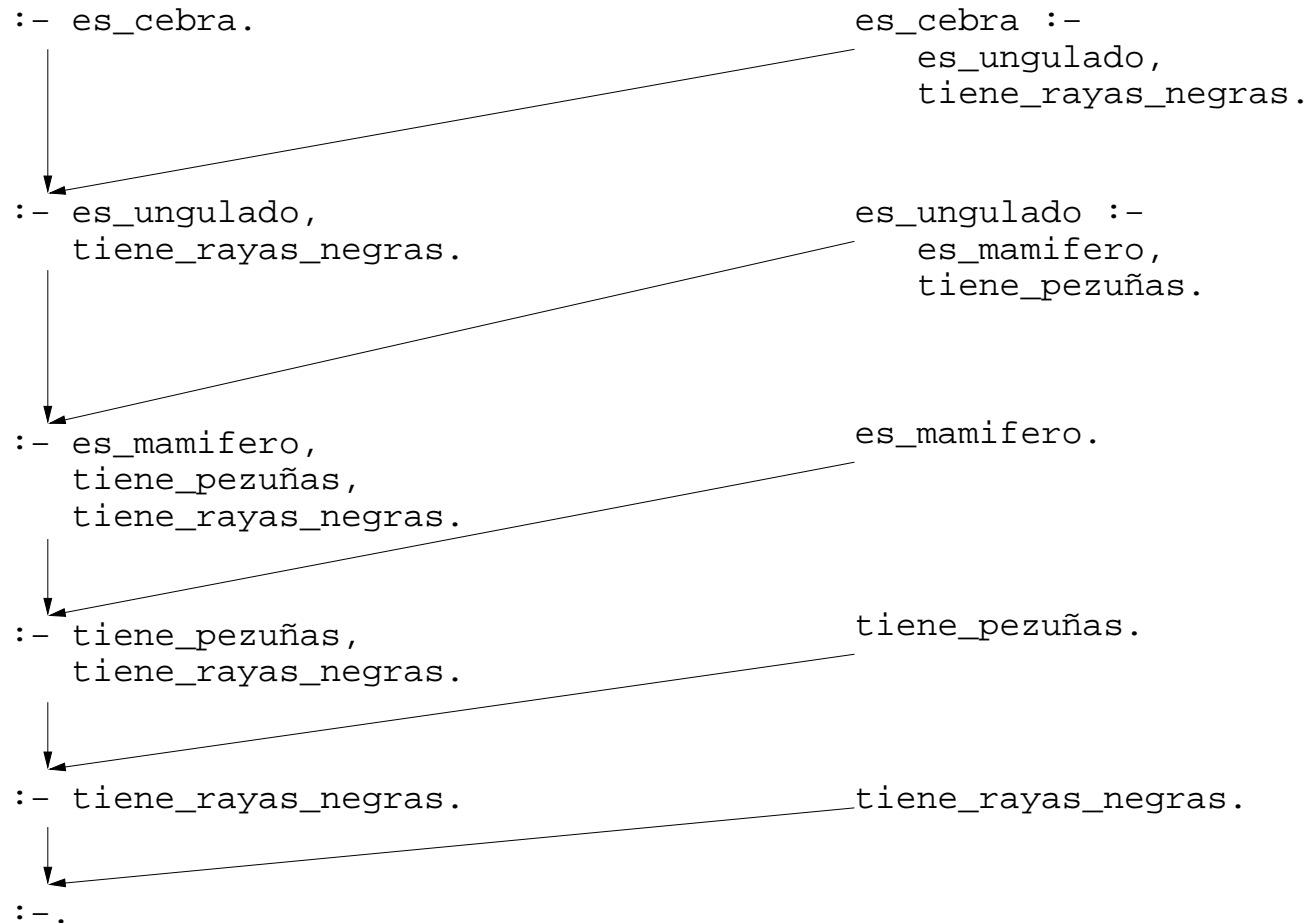 :- es_cebra.
es_cebra :-
es_ungulado,
tiene_rayas_negras.
:- es_ungulado,
tiene_rayas_negras.
es_ungulado :-
es_mamifero,
tiene_pezuñas.
:- es_mamifero,
tiene_pezuñas,
tiene_rayas_negras.
es_mamifero.
:- tiene_pezuñas,
tiene_rayas_negras.
tiene_pezuñas.
:- tiene_rayas_negras.
tiene_rayas_negras.
:-.